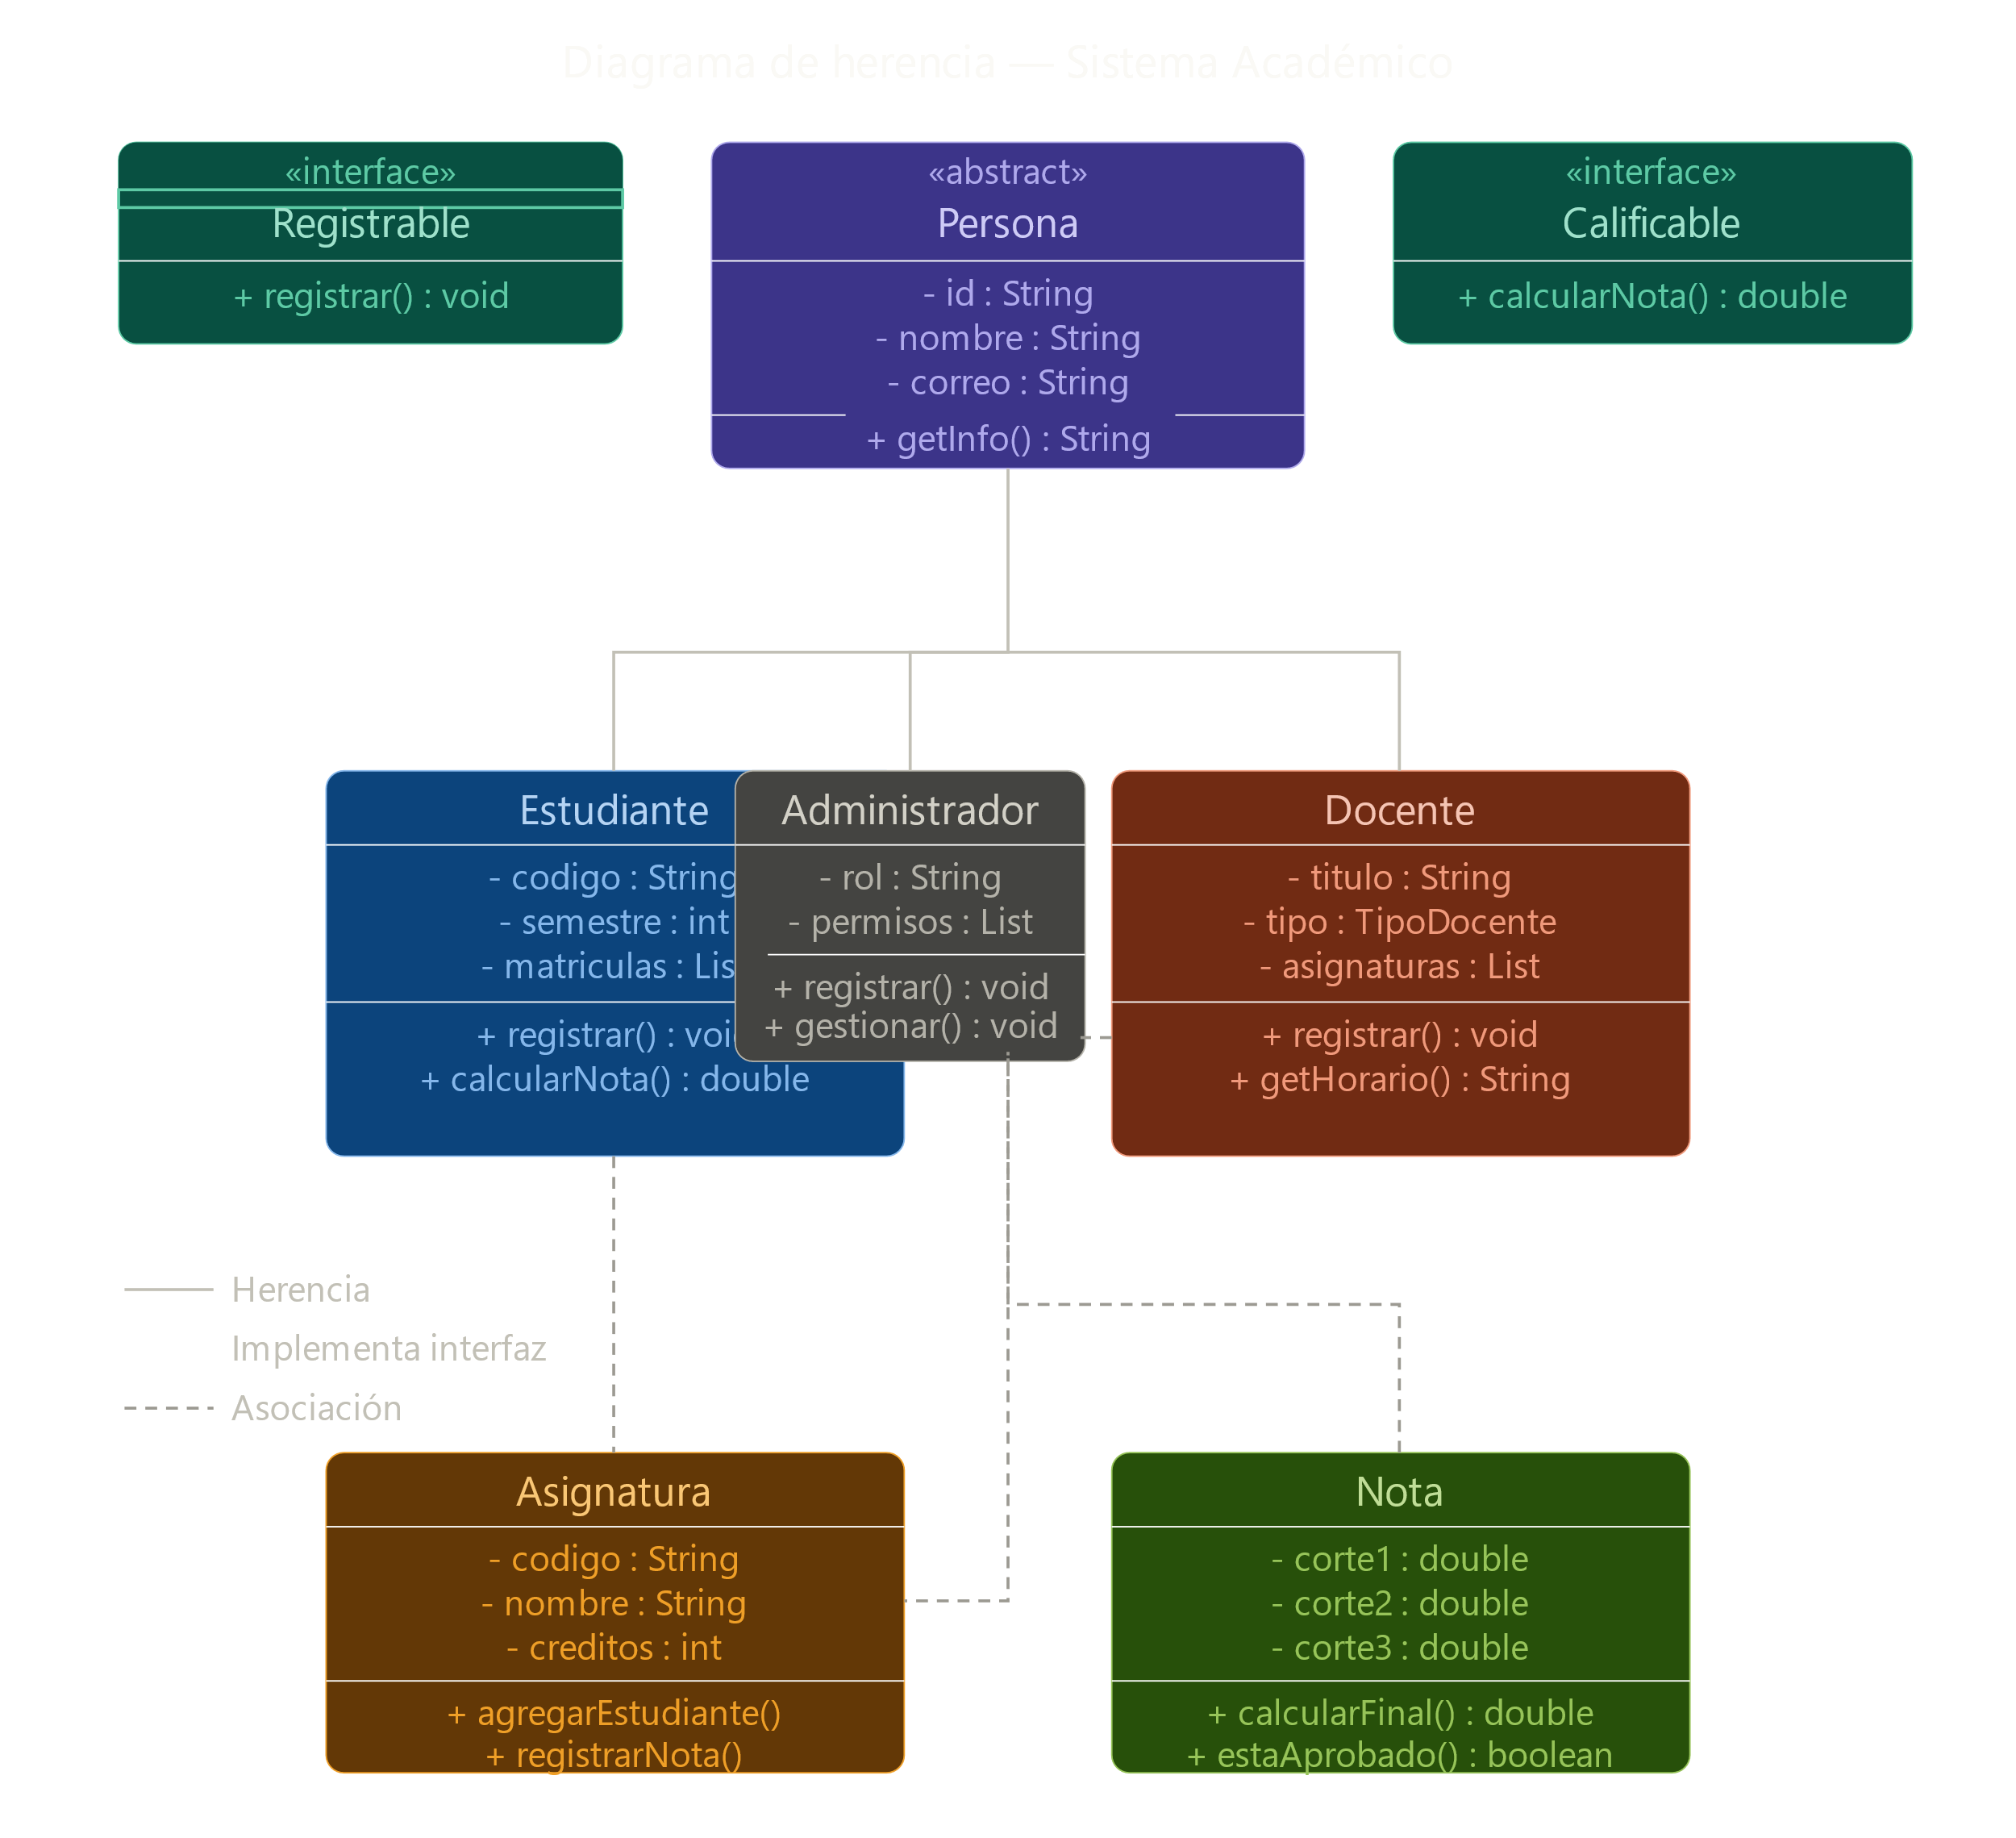 Diagrama de herencia — Sistema Académico
«interface»
Registrable
+ registrar() : void
«abstract»
Persona
- id : String
- nombre : String
- correo : String
+ getInfo() : String
«interface»
Calificable
+ calcularNota() : double
Estudiante
- codigo : String
- semestre : int
- matriculas : Lis
+ registrar() : voi
+ calcularNota() : double
Administrador
- rol : String
- permisos : List
+ registrar() : void
+ gestionar() : void
Docente
- titulo : String
- tipo : TipoDocente
- asignaturas : List
+ registrar() : void
+ getHorario() : String
Herencia
Implementa interfaz
Asociación
Asignatura
- codigo : String
- nombre : String
- creditos : int
+ agregarEstudiante()
+ registrarNota()
Nota
- corte1 : double
- corte2 : double
- corte3 : double
+ calcularFinal() : double
+ estaAprobado() : boolean